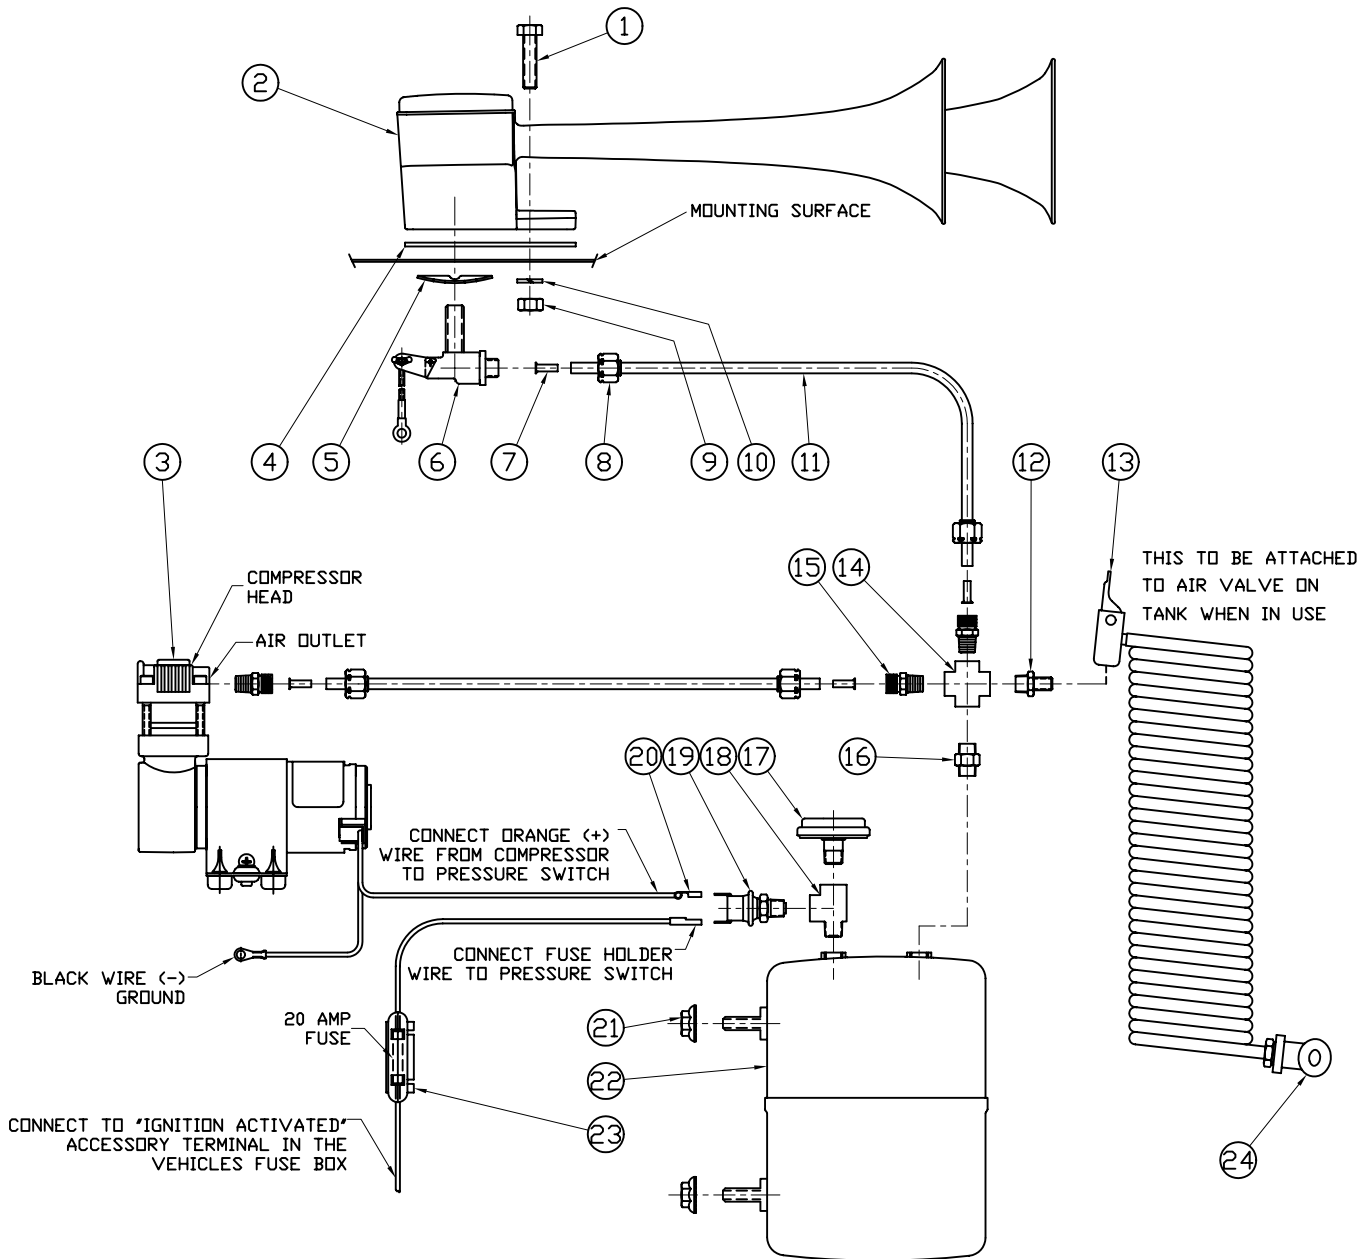 1
2
MOUNTING SURFACE
3
4
5
6
7
8
9
10
11
12
13
THIS TO BE ATTACHED
TO AIR VALVE ON
TANK WHEN IN USE
15
14
COMPRESSOR
HEAD
AIR OUTLET
20
19
18
17
16
CONNECT ORANGE (+)
WIRE FROM COMPRESSOR
TO PRESSURE SWITCH
CONNECT FUSE HOLDER
WIRE TO PRESSURE SWITCH
BLACK WIRE (-)
GROUND
20 AMP
FUSE
21
22
23
CONNECT TO "IGNITION ACTIVATED"
ACCESSORY TERMINAL IN THE
VEHICLES FUSE BOX
24